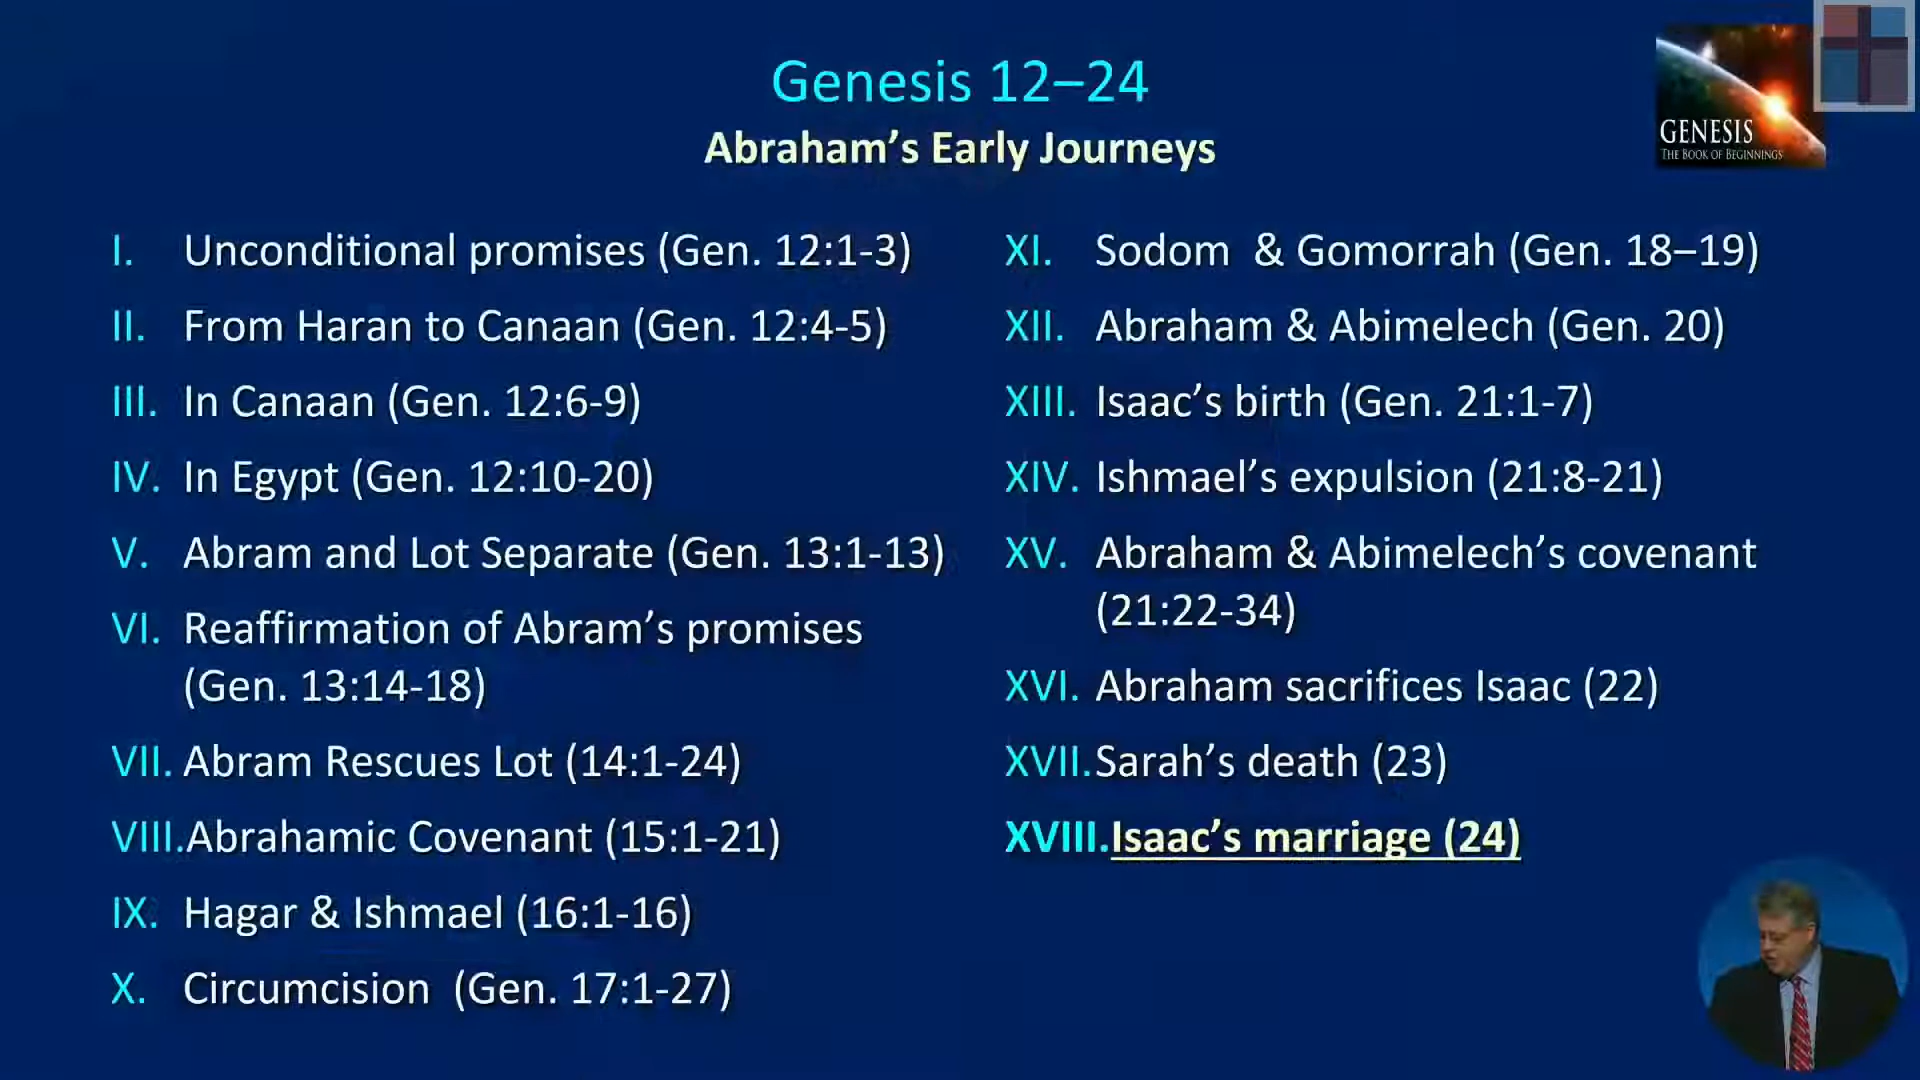 Genesis 12–24
Abraham’s Early Journeys
GENESIS
THE BOOK OF BEGINNINGS
I. Unconditional promises (Gen. 12:1-3)
II. From Haran to Canaan (Gen. 12:4-5)
III. In Canaan (Gen. 12:6-9)
IV. In Egypt (Gen. 12:10-20)
V. Abram and Lot Separate (Gen. 13:1-13)
VI. Reaffirmation of Abram’s promises
(Gen. 13:14-18)
VII. Abram Rescues Lot (14:1-24)
VIII. Abrahamic Covenant (15:1-21)
IX. Hagar & Ishmael (16:1-16)
X. Circumcision (Gen. 17:1-27)
XI. Sodom & Gomorrah (Gen. 18–19)
XII. Abraham & Abimelech (Gen. 20)
XIII. Isaac’s birth (Gen. 21:1-7)
XIV. Ishmael’s expulsion (21:8-21)
XV. Abraham & Abimelech’s covenant
(21:22-34)
XVI. Abraham sacrifices Isaac (22)
XVII. Sarah’s death (23)
XVIII. Isaac’s marriage (24)